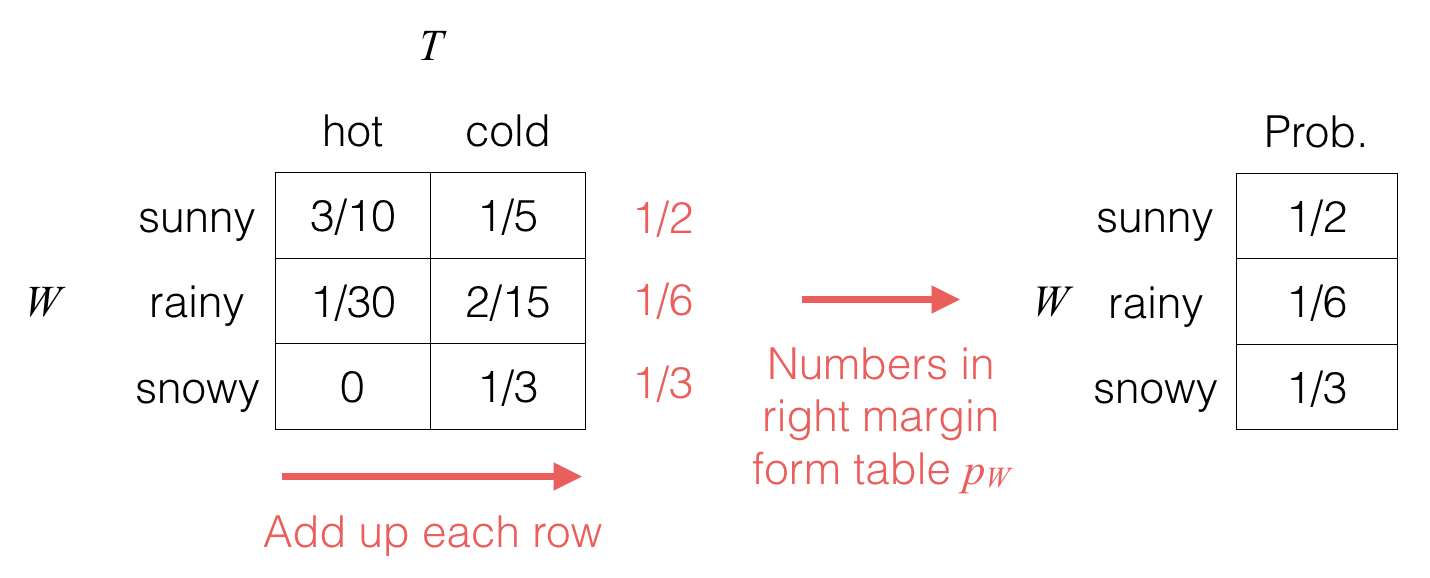 T
hot cold Prob.
sunny 3/10 1/5 1/2 sunny 1/2
W rainy 1/30 2/15 1/6 W rainy 1/6
snowy 0 1/3 1/3 snowy 1/3
Numbers in
right margin
form table pW
Add up each row